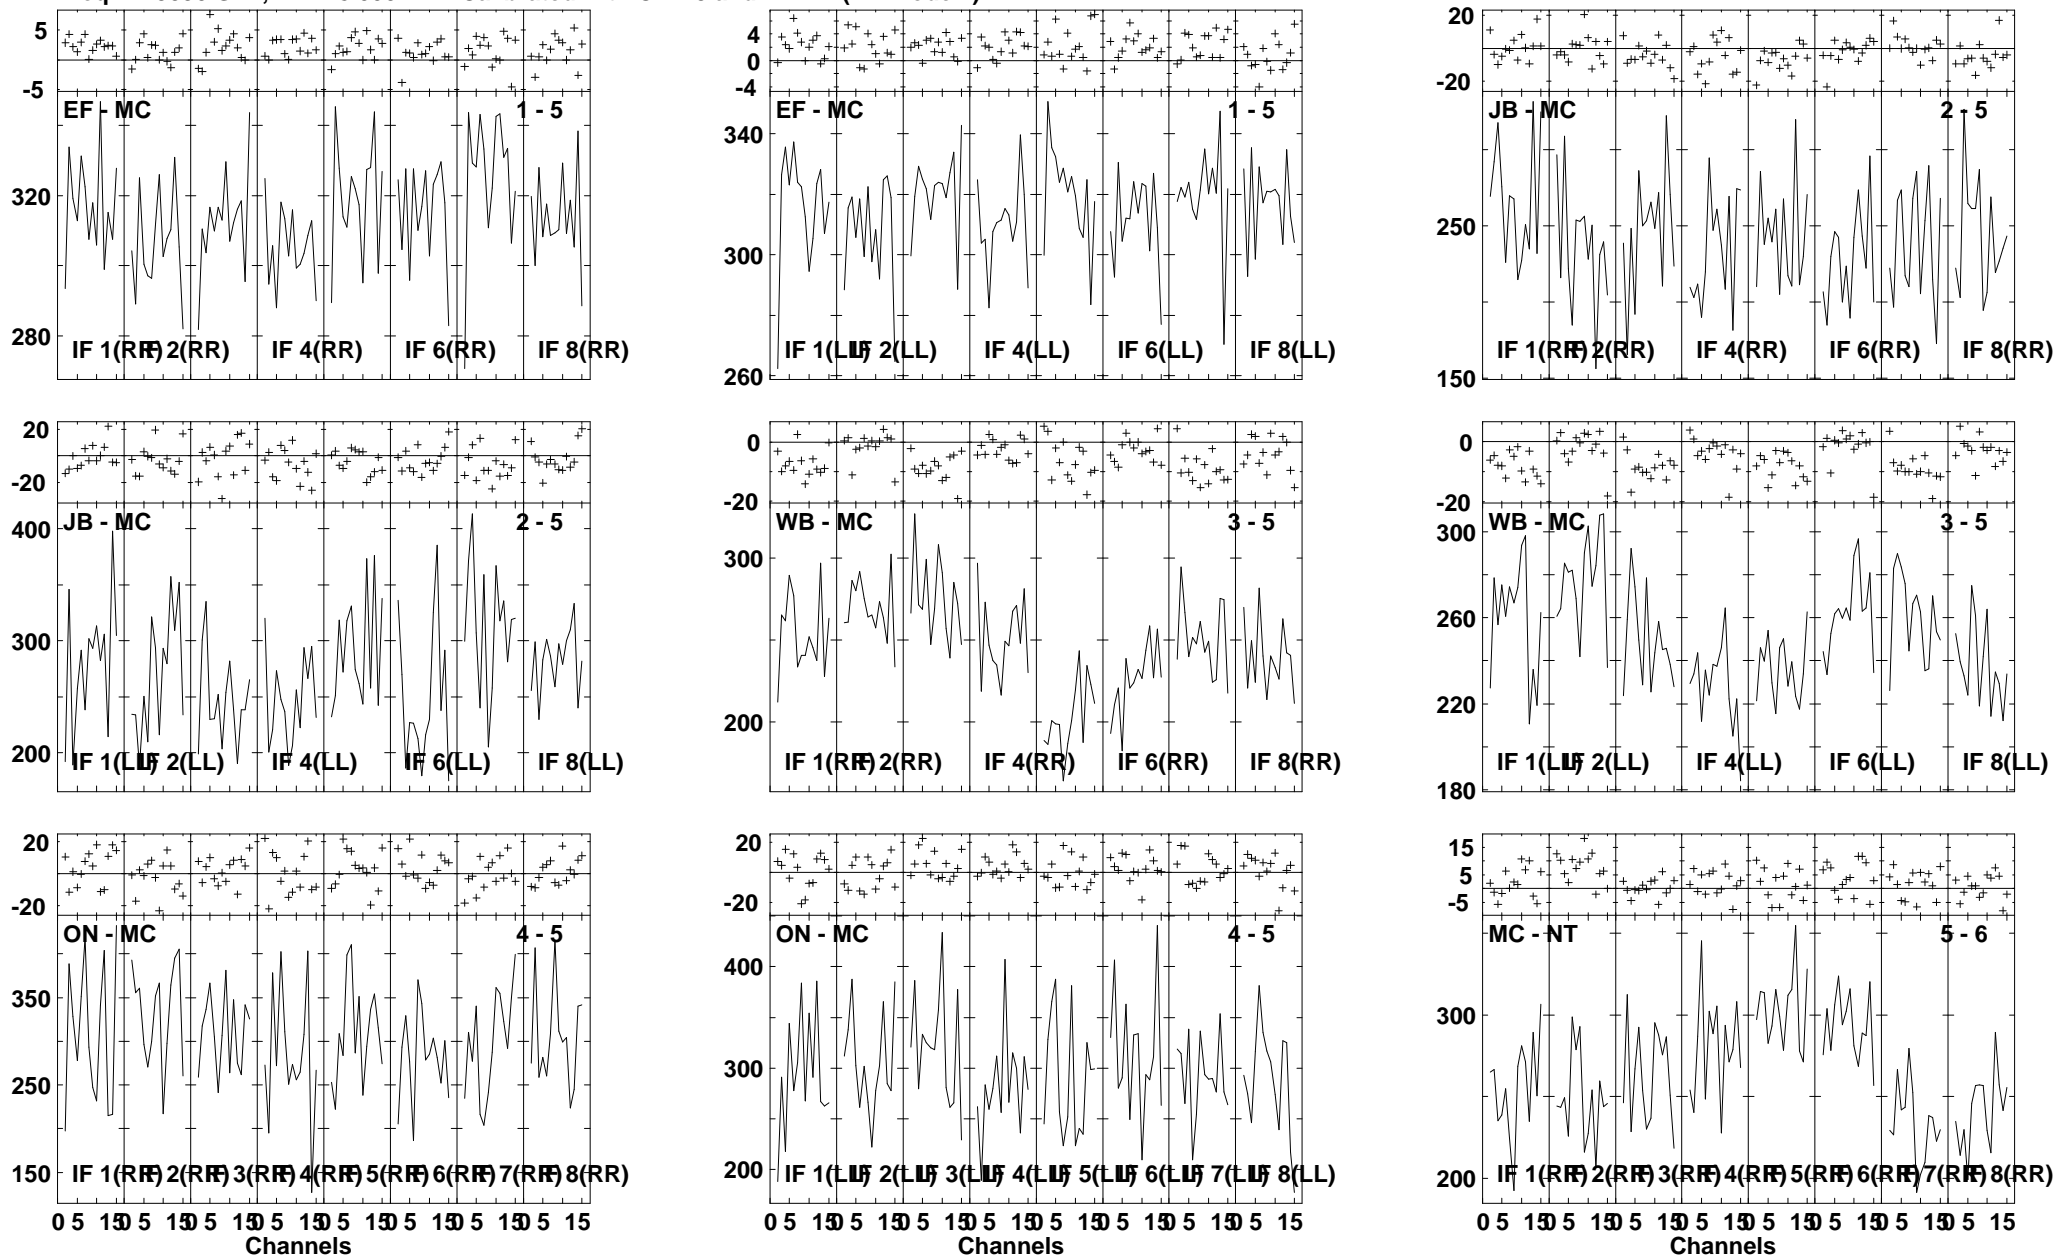 5 4 20
0 0
-5 -4 -20
EF - MC 1 - 5 EF - MC 1 - 5 JB - MC 2 - 5
340
320 300 250
280
IF 1(RR) IF 2(RR) IF 4(RR) IF 6(RR) IF 8(RR) IF 1(LL) IF 2(LL) IF 4(LL) IF 6(LL) IF 8(LL) IF 1(RR) IF 2(RR) IF 4(RR) IF 6(RR) IF 8(RR)
260 150
20 0 0
-20 -20 -20
JB - MC 2 - 5 WB - MC 3 - 5 WB - MC 3 - 5
400 300 300
300 260
200 220
200
IF 1(LL) IF 2(LL) IF 4(LL) IF 6(LL) IF 8(LL) IF 1(RR) IF 2(RR) IF 4(RR) IF 6(RR) IF 8(RR) IF 1(LL) IF 2(LL) IF 4(LL) IF 6(LL) IF 8(LL)
180
20 20 15
5
-20 -20 -5
ON - MC 4 - 5 ON - MC 4 - 5 MC - NT 5 - 6
350 400 300
250 300
150 200 200
IF 1(RR) IF 2(RR) IF 3(RR) IF 4(RR) IF 5(RR) IF 6(RR) IF 7(RR) IF 8(RR) IF 1(LL) IF 2(LL) IF 3(LL) IF 4(LL) IF 5(LL) IF 6(LL) IF 7(LL) IF 8(LL) IF 1(RR) IF 2(RR) IF 3(RR) IF 4(RR) IF 5(RR) IF 6(RR) IF 7(RR) IF 8(RR)
0 5 15 0 5 15 0 5 15 0 5 15 0 5 15 0 5 15 0 5 15 0 5 15 0 5 15 0 5 15 0 5 15 0 5 15 0 5 15 0 5 15 0 5 15 0 5 15 0 5 15 0 5 15 0 5 15 0 5 15 0 5 15 0 5 15 0 5 15 0 5 15
Channels Channels Channels